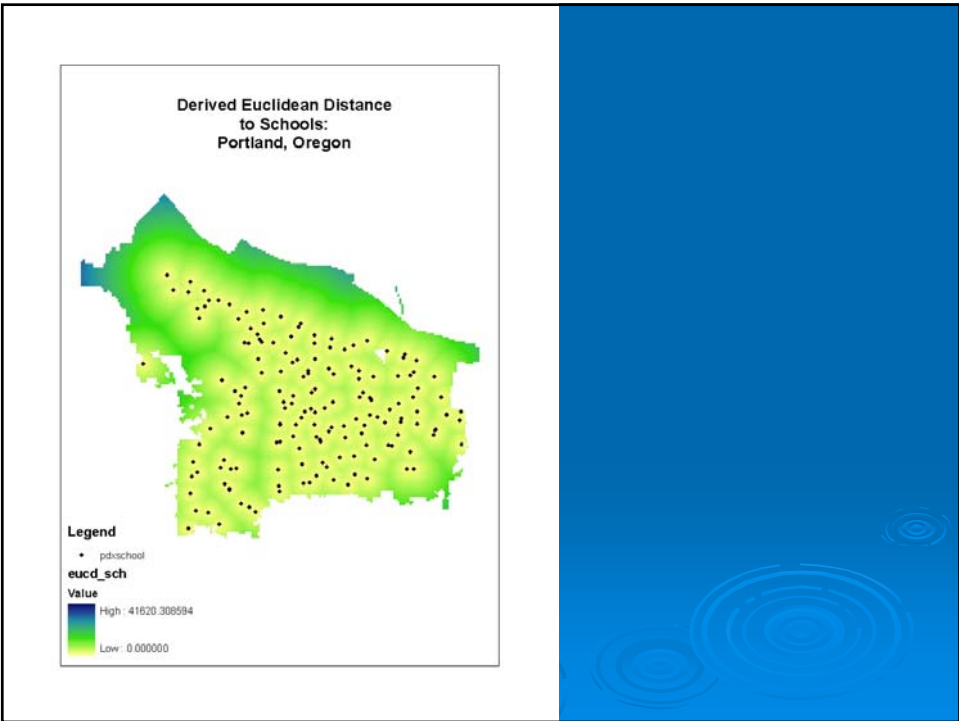 Derived Euclidean Distance
to Schools:
Portland, Oregon
Legend
pdxschool
eucd_sch
Value
High : 41620.308594
Low : 0.000000